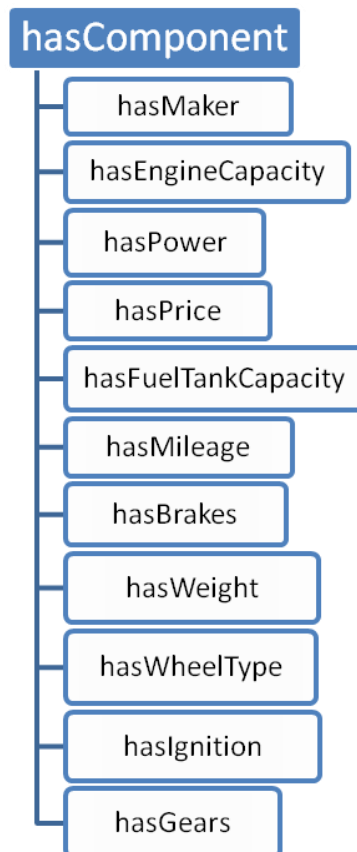 hasComponent
hasMaker
hasEngineCapacity
hasPower
hasPrice
hasFuelTankCapacity
hasMileage
hasBrakes
hasWeight
hasWheelType
hasIgnition
hasGears